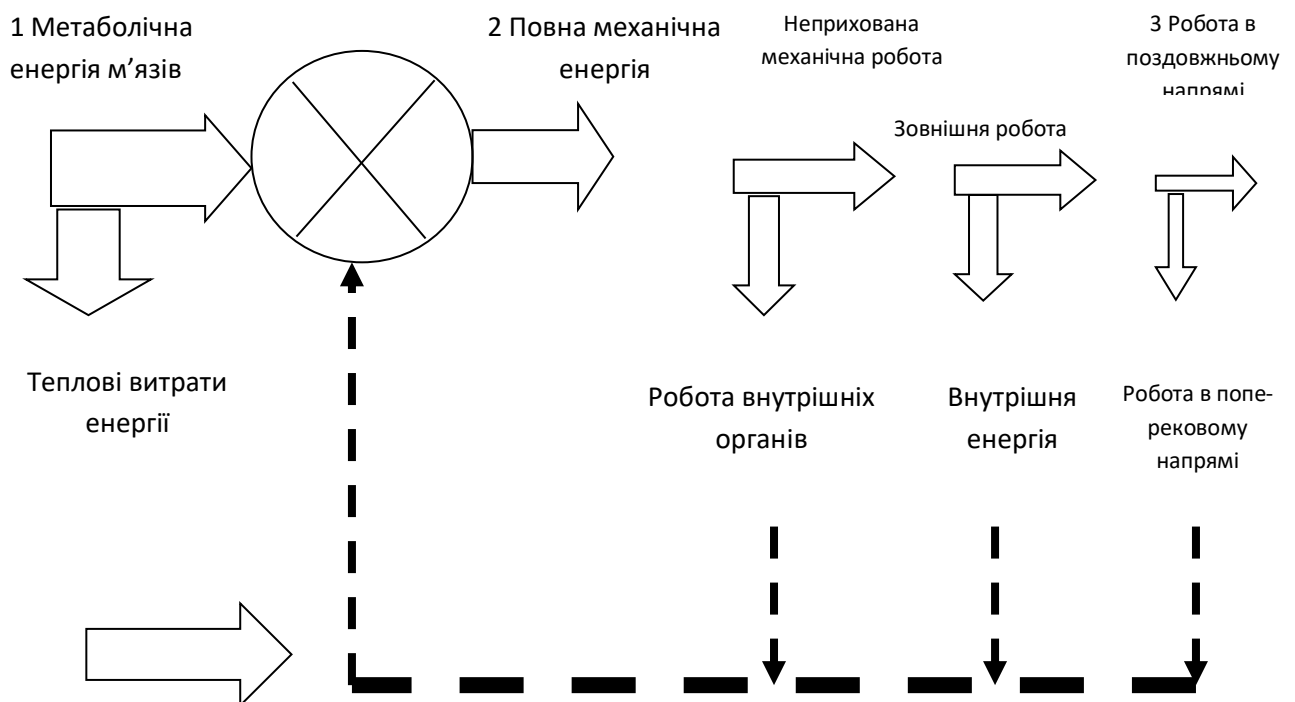 1 Метаболічна
енергія м’язів
2 Повна механічна
енергія
Неприхована
механічна робота
3 Робота в
поздовжньому
напрямі
Зовнішня робота
Теплові витрати
енергії
Робота внутрішніх
органів
Внутрішня
енергія
Робота в попе-
рековому
напрямі